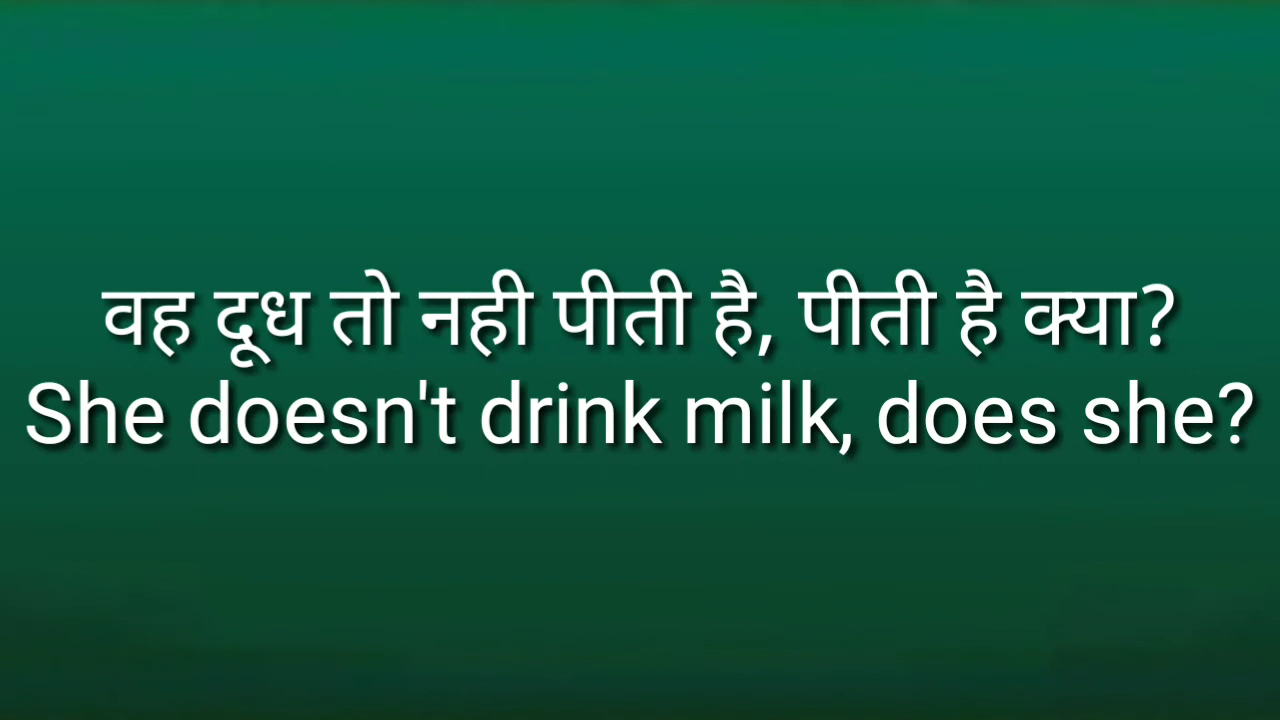 वह दूध तो नही पीती है, पीती है क्या?
She doesn't drink milk, does she?